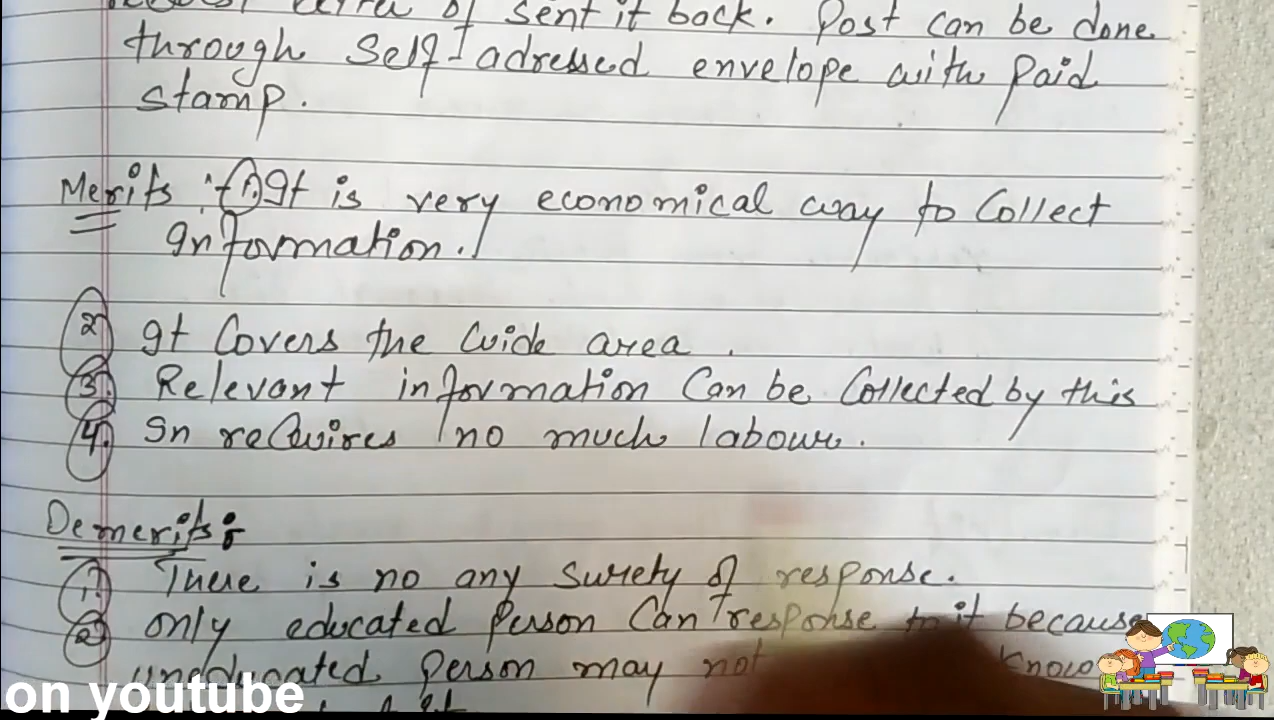 of sent it back. Post can be done
through Self-adressed envelope with Paid
stamp.
Merits :- 1. It is very economical way to Collect
Information.
2 It Covers the wide area.
3. Relevant information Can be Collected by this
4. In requires no much labour.
Demerits :
1. There is no any surety of response.
2 only educated Person Can response to it because
uneducated Person may not know
on youtube